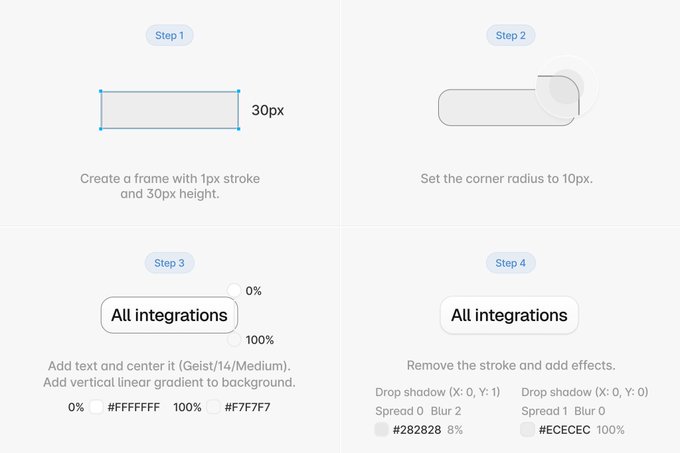 Step 1
30px
Create a frame with 1px stroke
and 30px height.
Step 2
Set the corner radius to 10px.
Step 3
0%
All integrations
100%
Add text and center it (Geist/14/Medium).
Add vertical linear gradient to background.
0% #FFFFFFF 100% #F7F7F7
Step 4
All integrations
Remove the stroke and add effects.
Drop shadow (X: 0, Y: 1)
Spread 0 Blur 2
#282828 8%
Drop shadow (X: 0, Y: 0)
Spread 1 Blur 0
#ECECEC 100%